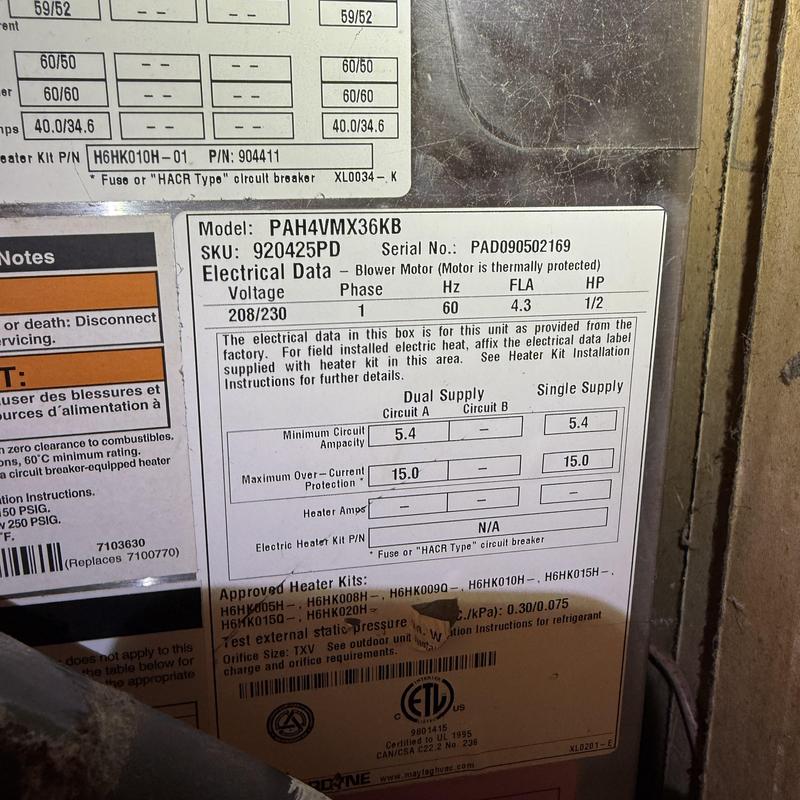 59/52 -- -- 59/52
60/50 -- -- 60/50
60/60 -- -- 60/60
40.0/34.6 -- -- 40.0/34.6
Kit P/N H6HK010H-01 P/N: 904411
* Fuse or "HACR Type" circuit breaker XL0034-K
Notes
or death: Disconnect
T:
user des blessures et
ources d´alimentation à
zero clearance to combustibles.
60°C minimum rating.
a circuit breaker-equipped heater
Instructions.
PSIG.
250 PSIG.
7103630
(Replaces 7100770)
does not apply to this
the table below for
the appropriate
Model: PAH4VMX36KB
SKU: 920425PD Serial No.: PAD090502169
Electrical Data – Blower Motor (Motor is thermally protected)
Voltage Phase Hz FLA HP
208/230 1 60 4.3 1/2
The electrical data in this box is for this unit as provided from the
factory. For field installed electric heat, affix the electrical data label
supplied with heater kit in this area. See Heater Kit Installation
Instructions for further details.
Dual Supply Single Supply
Circuit A Circuit B
Minimum Circuit
Ampacity 5.4 – 5.4
Maximum Over-Current
Protection * 15.0 – 15.0
Heater Amps – – –
Electric Heater Kit P/N N/A
* Fuse or "HACR Type" circuit breaker
Approved Heater Kits:
H6HK005H-, H6HK008H-, H6HK009Q-, H6HK010H-, H6HK015H-,
H6HK015Q-, H6HK020H-
Test external static pressure W.C./kPa): 0.30/0.075
Orifice Size: TXV See outdoor unit Instructions for refrigerant
charge and orifice requirements.
INTERTEK
ETL
LISTED
C US
9801415
Certified to UL 1995
CAN/CSA C22.2 No. 236
XL0201-E
www.maytaghvac.com